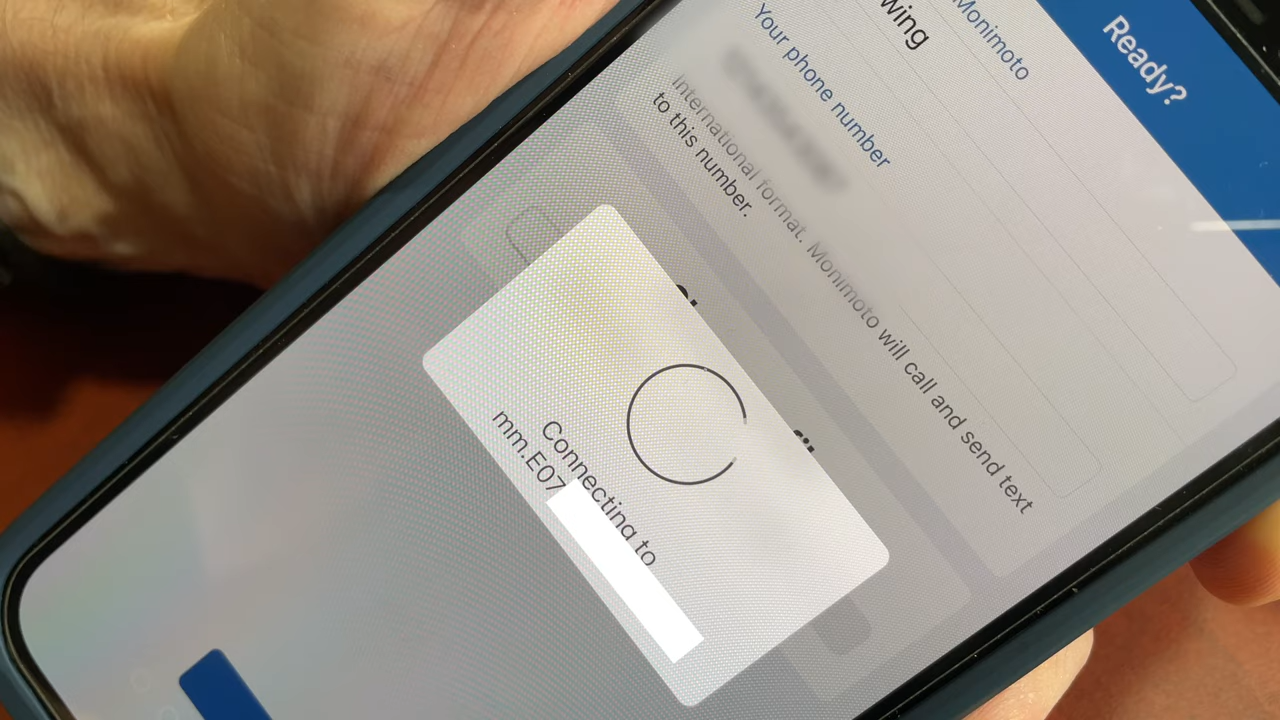 Ready?
Monimoto
wing
Your phone number
International format. Monimoto will call and send text
to this number.
Connecting to
mm.E07